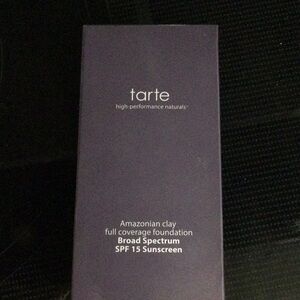 tarte
high-performance naturals™
Amazonian clay
full coverage foundation
Broad Spectrum
SPF 15 Sunscreen